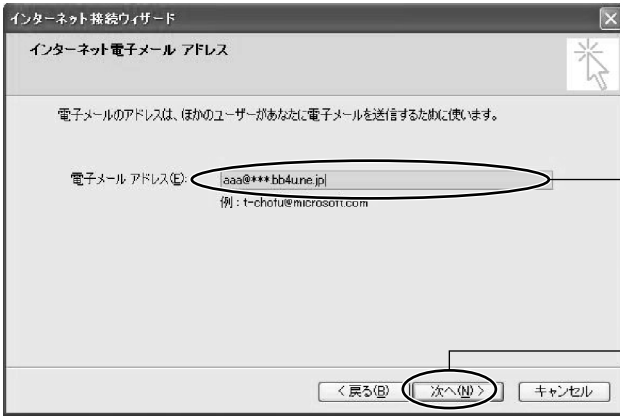 インターネット接続ウィザード
インターネット電子メール アドレス
電子メールのアドレスは、ほかのユーザーがあなたに電子メールを送信するために使います。
電子メール アドレス(E): aaa@***.bb4u.ne.jp
例 : t-chofu@microsoft.com
< 戻る(B) 次へ(N) > キャンセル